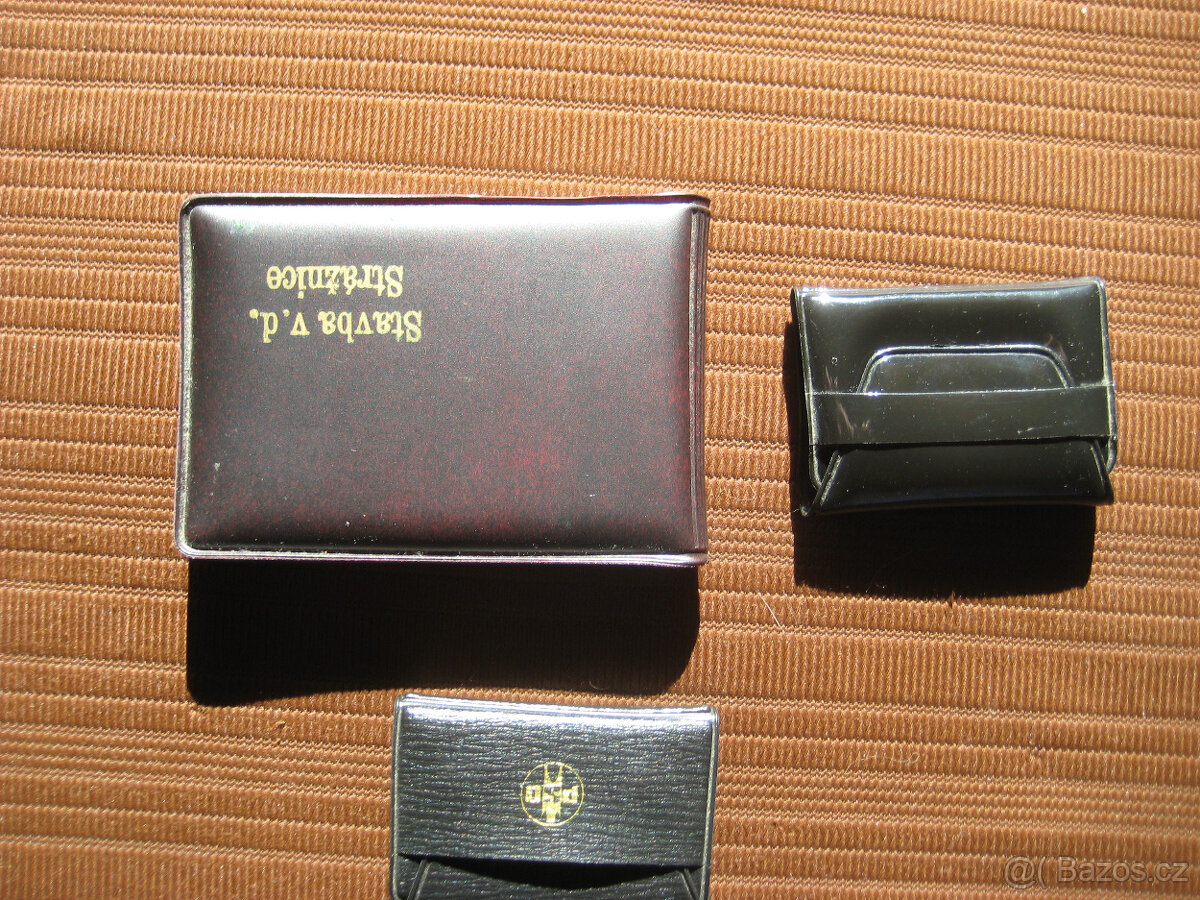 Stavba v.d.
Strážnice
@( Bazos.cz